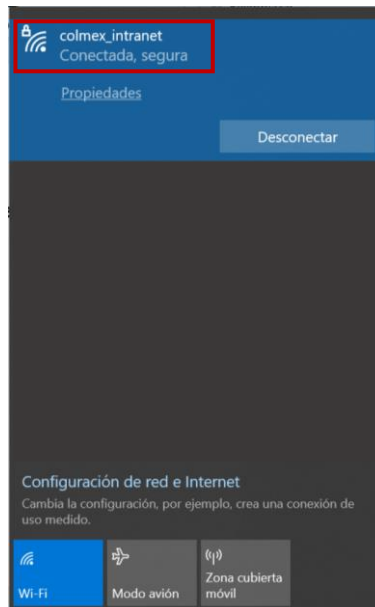 colmex_intranet
Conectada, segura
Propiedades
Desconectar
Configuración de red e Internet
Cambia la configuración, por ejemplo, crea una conexión de
uso medido.
Wi-Fi
Modo avión
Zona cubierta
móvil